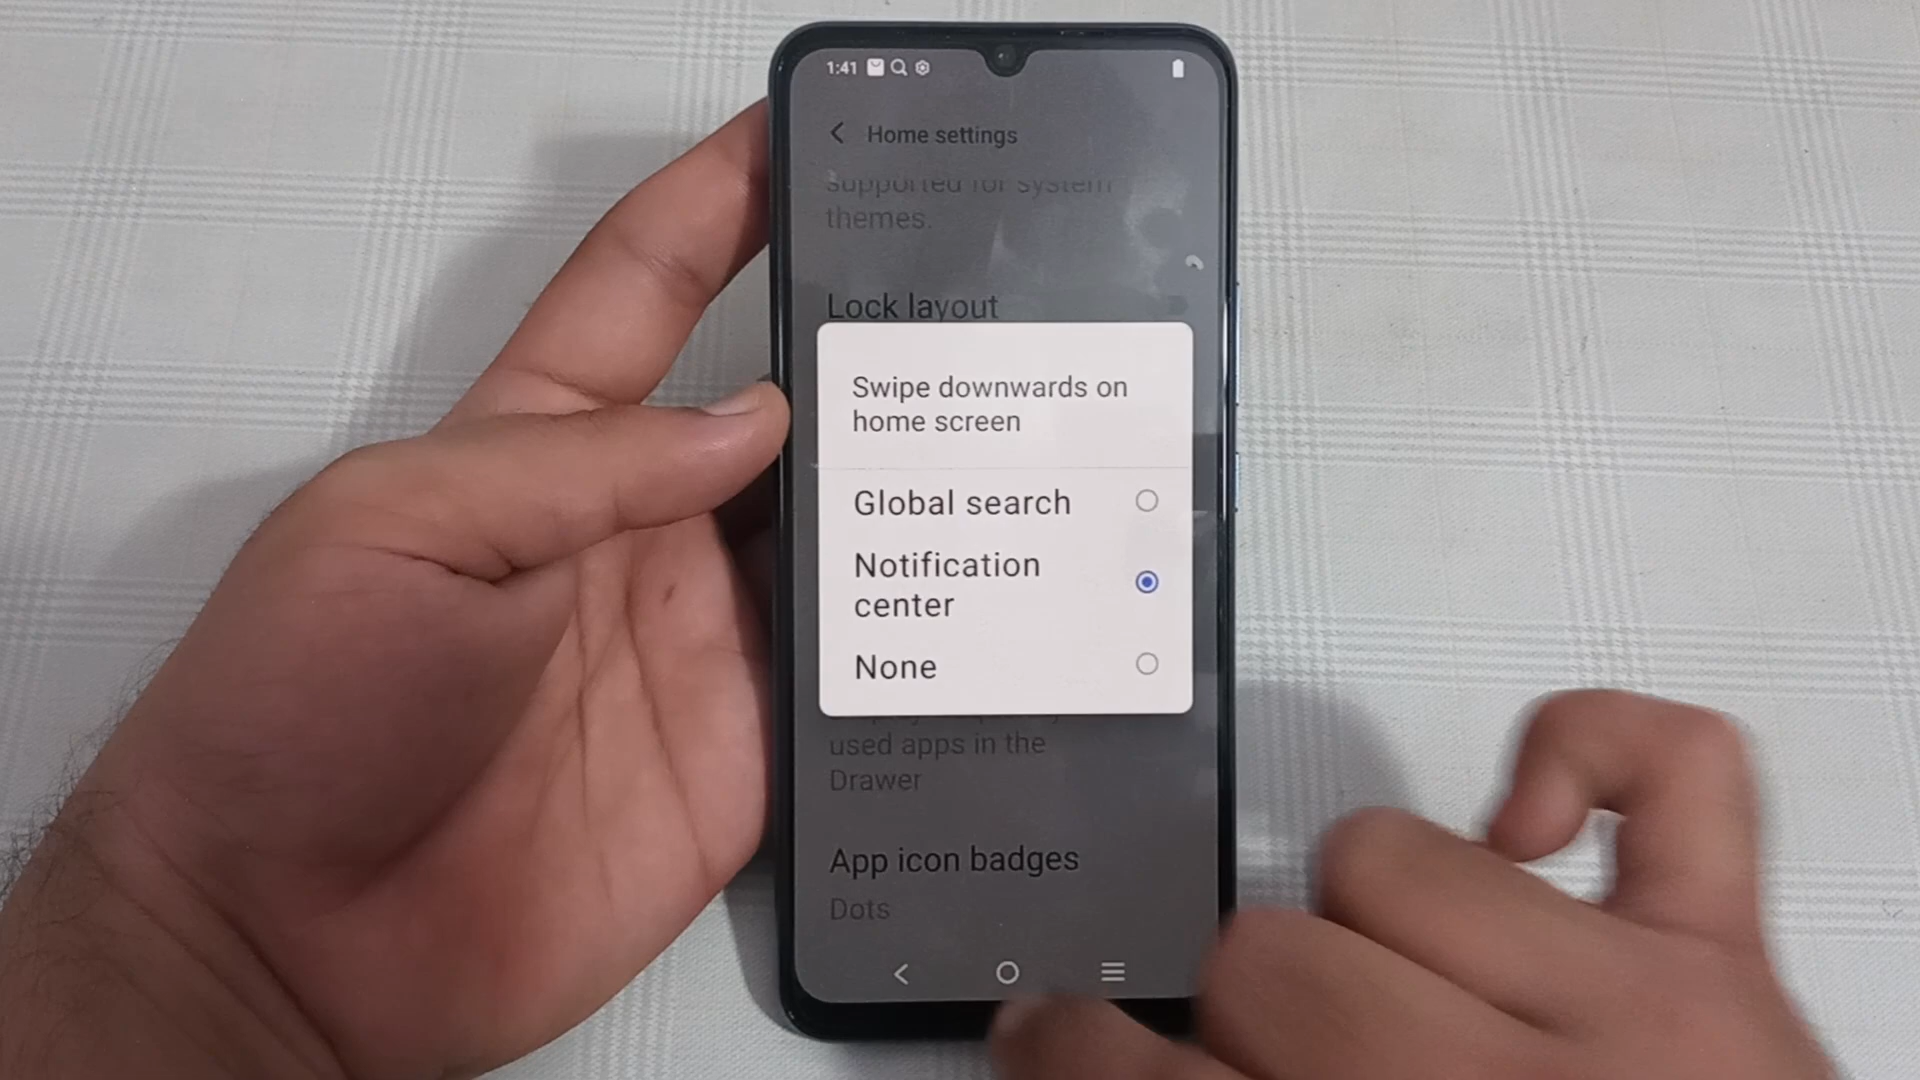 1:41
Home settings
supported for system
themes.
Lock layout
Swipe downwards on
home screen
Global search
Notification
center
None
used apps in the
Drawer
App icon badges
Dots